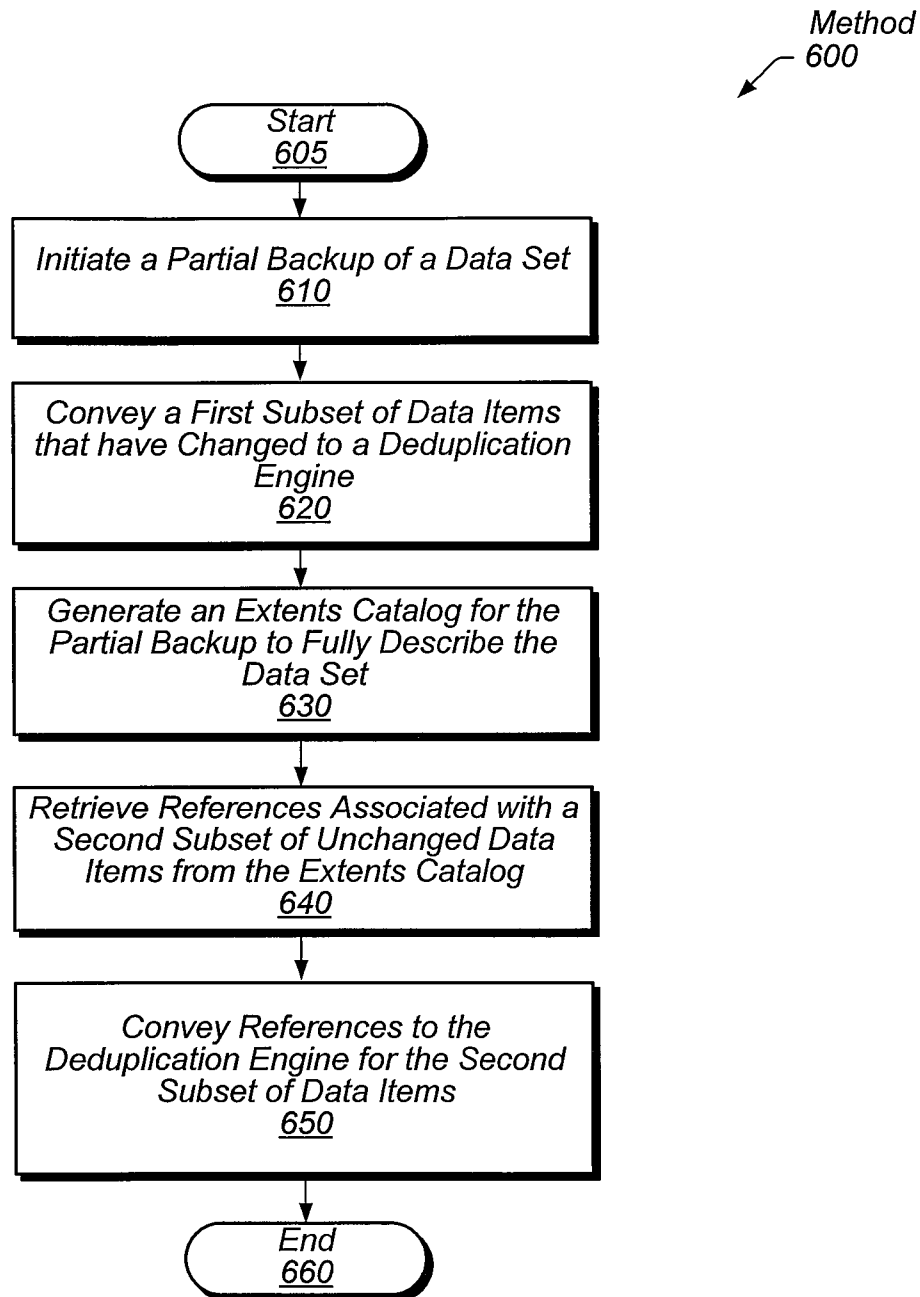 Method
600
Start
605
Initiate a Partial Backup of a Data Set
610
Convey a First Subset of Data Items
that have Changed to a Deduplication
Engine
620
Generate an Extents Catalog for the
Partial Backup to Fully Describe the
Data Set
630
Retrieve References Associated with a
Second Subset of Unchanged Data
Items from the Extents Catalog
640
Convey References to the
Deduplication Engine for the Second
Subset of Data Items
650
End
660